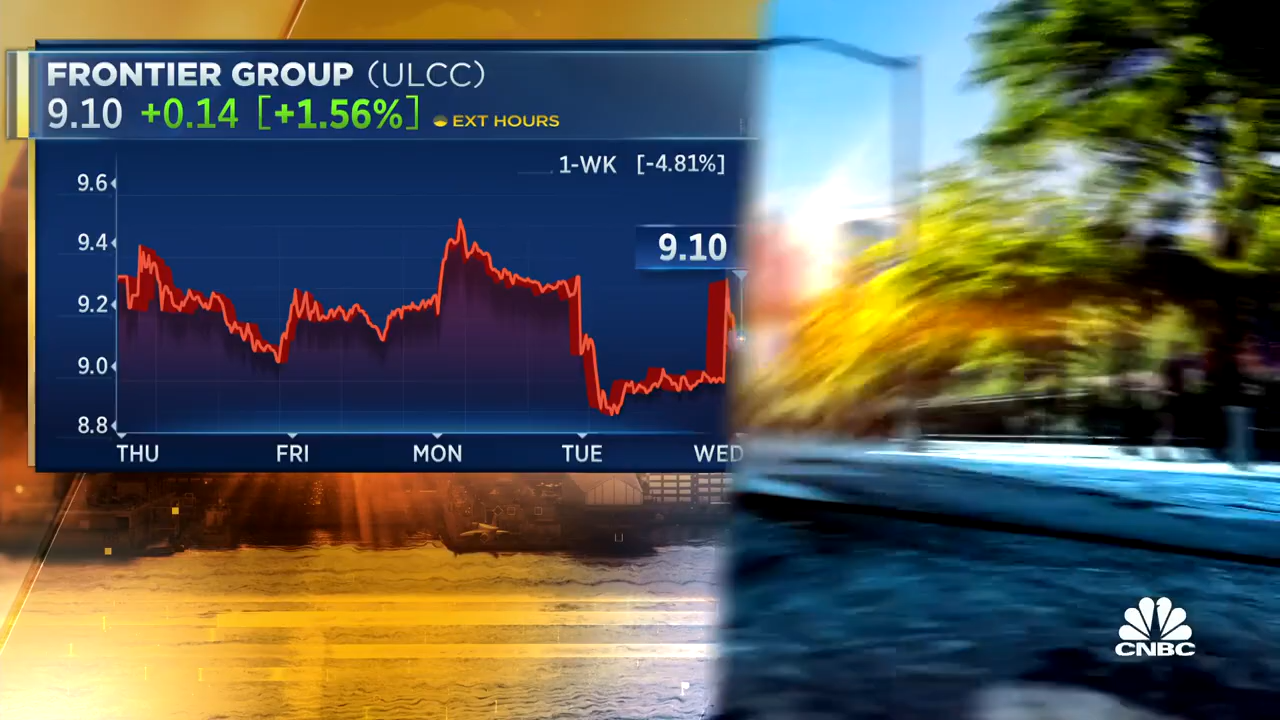 FRONTIER GROUP (ULCC)
9.10 +0.14 [+1.56%] EXT HOURS
1-WK [-4.81%]
9.6
9.4
9.10
9.2
9.0
8.8
THU FRI MON TUE WED
CNBC